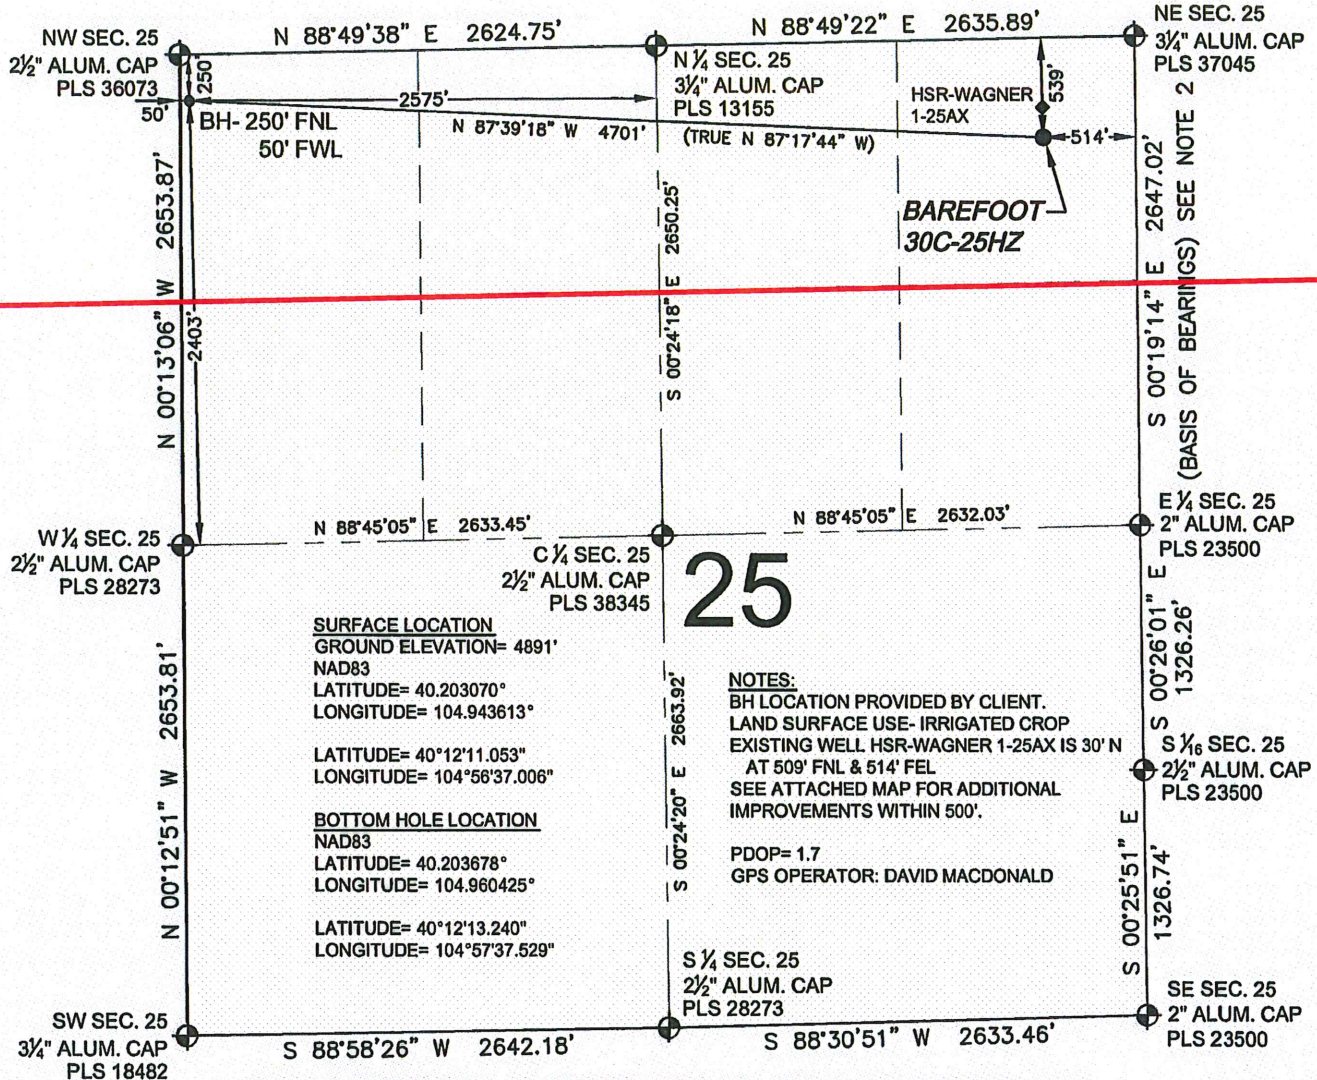 NW SEC. 25
2½" ALUM. CAP
PLS 36073
N 88°49'38" E 2624.75'
N 88°49'22" E 2635.89'
NE SEC. 25
3¼" ALUM. CAP
PLS 37045
N ¼ SEC. 25
3¼" ALUM. CAP
PLS 13155
250'
50'
2575'
BH- 250' FNL
50' FWL
N 87°39'18" W 4701'
(TRUE N 87°17'44" W)
HSR-WAGNER
1-25AX
539'
514'
BAREFOOT
30C-25HZ
N 00°13'06" W 2653.87'
2403'
S 00°24'18" E 2650.25'
S 00°19'14" E 2647.02'
(BASIS OF BEARINGS) SEE NOTE 2
W ¼ SEC. 25
2½" ALUM. CAP
PLS 28273
N 88°45'05" E 2633.45'
N 88°45'05" E 2632.03'
E ¼ SEC. 25
2" ALUM. CAP
PLS 23500
C ¼ SEC. 25
2½" ALUM. CAP
PLS 38345
25
SURFACE LOCATION
GROUND ELEVATION= 4891'
NAD83
LATITUDE= 40.203070°
LONGITUDE= 104.943613°
LATITUDE= 40°12'11.053"
LONGITUDE= 104°56'37.006"
BOTTOM HOLE LOCATION
NAD83
LATITUDE= 40.203678°
LONGITUDE= 104.960425°
LATITUDE= 40°12'13.240"
LONGITUDE= 104°57'37.529"
NOTES:
BH LOCATION PROVIDED BY CLIENT.
LAND SURFACE USE- IRRIGATED CROP
EXISTING WELL HSR-WAGNER 1-25AX IS 30' N
AT 509' FNL & 514' FEL
SEE ATTACHED MAP FOR ADDITIONAL
IMPROVEMENTS WITHIN 500'.
PDOP= 1.7
GPS OPERATOR: DAVID MACDONALD
N 00°12'51" W 2653.81'
S 00°24'20" E 2663.92'
S 00°26'01" E
1326.26'
S 1⁄16 SEC. 25
2½" ALUM. CAP
PLS 23500
S 00°25'51" E
1326.74'
S ¼ SEC. 25
2½" ALUM. CAP
PLS 28273
SW SEC. 25
3¼" ALUM. CAP
PLS 18482
S 88°58'26" W 2642.18'
S 88°30'51" W 2633.46'
SE SEC. 25
2" ALUM. CAP
PLS 23500